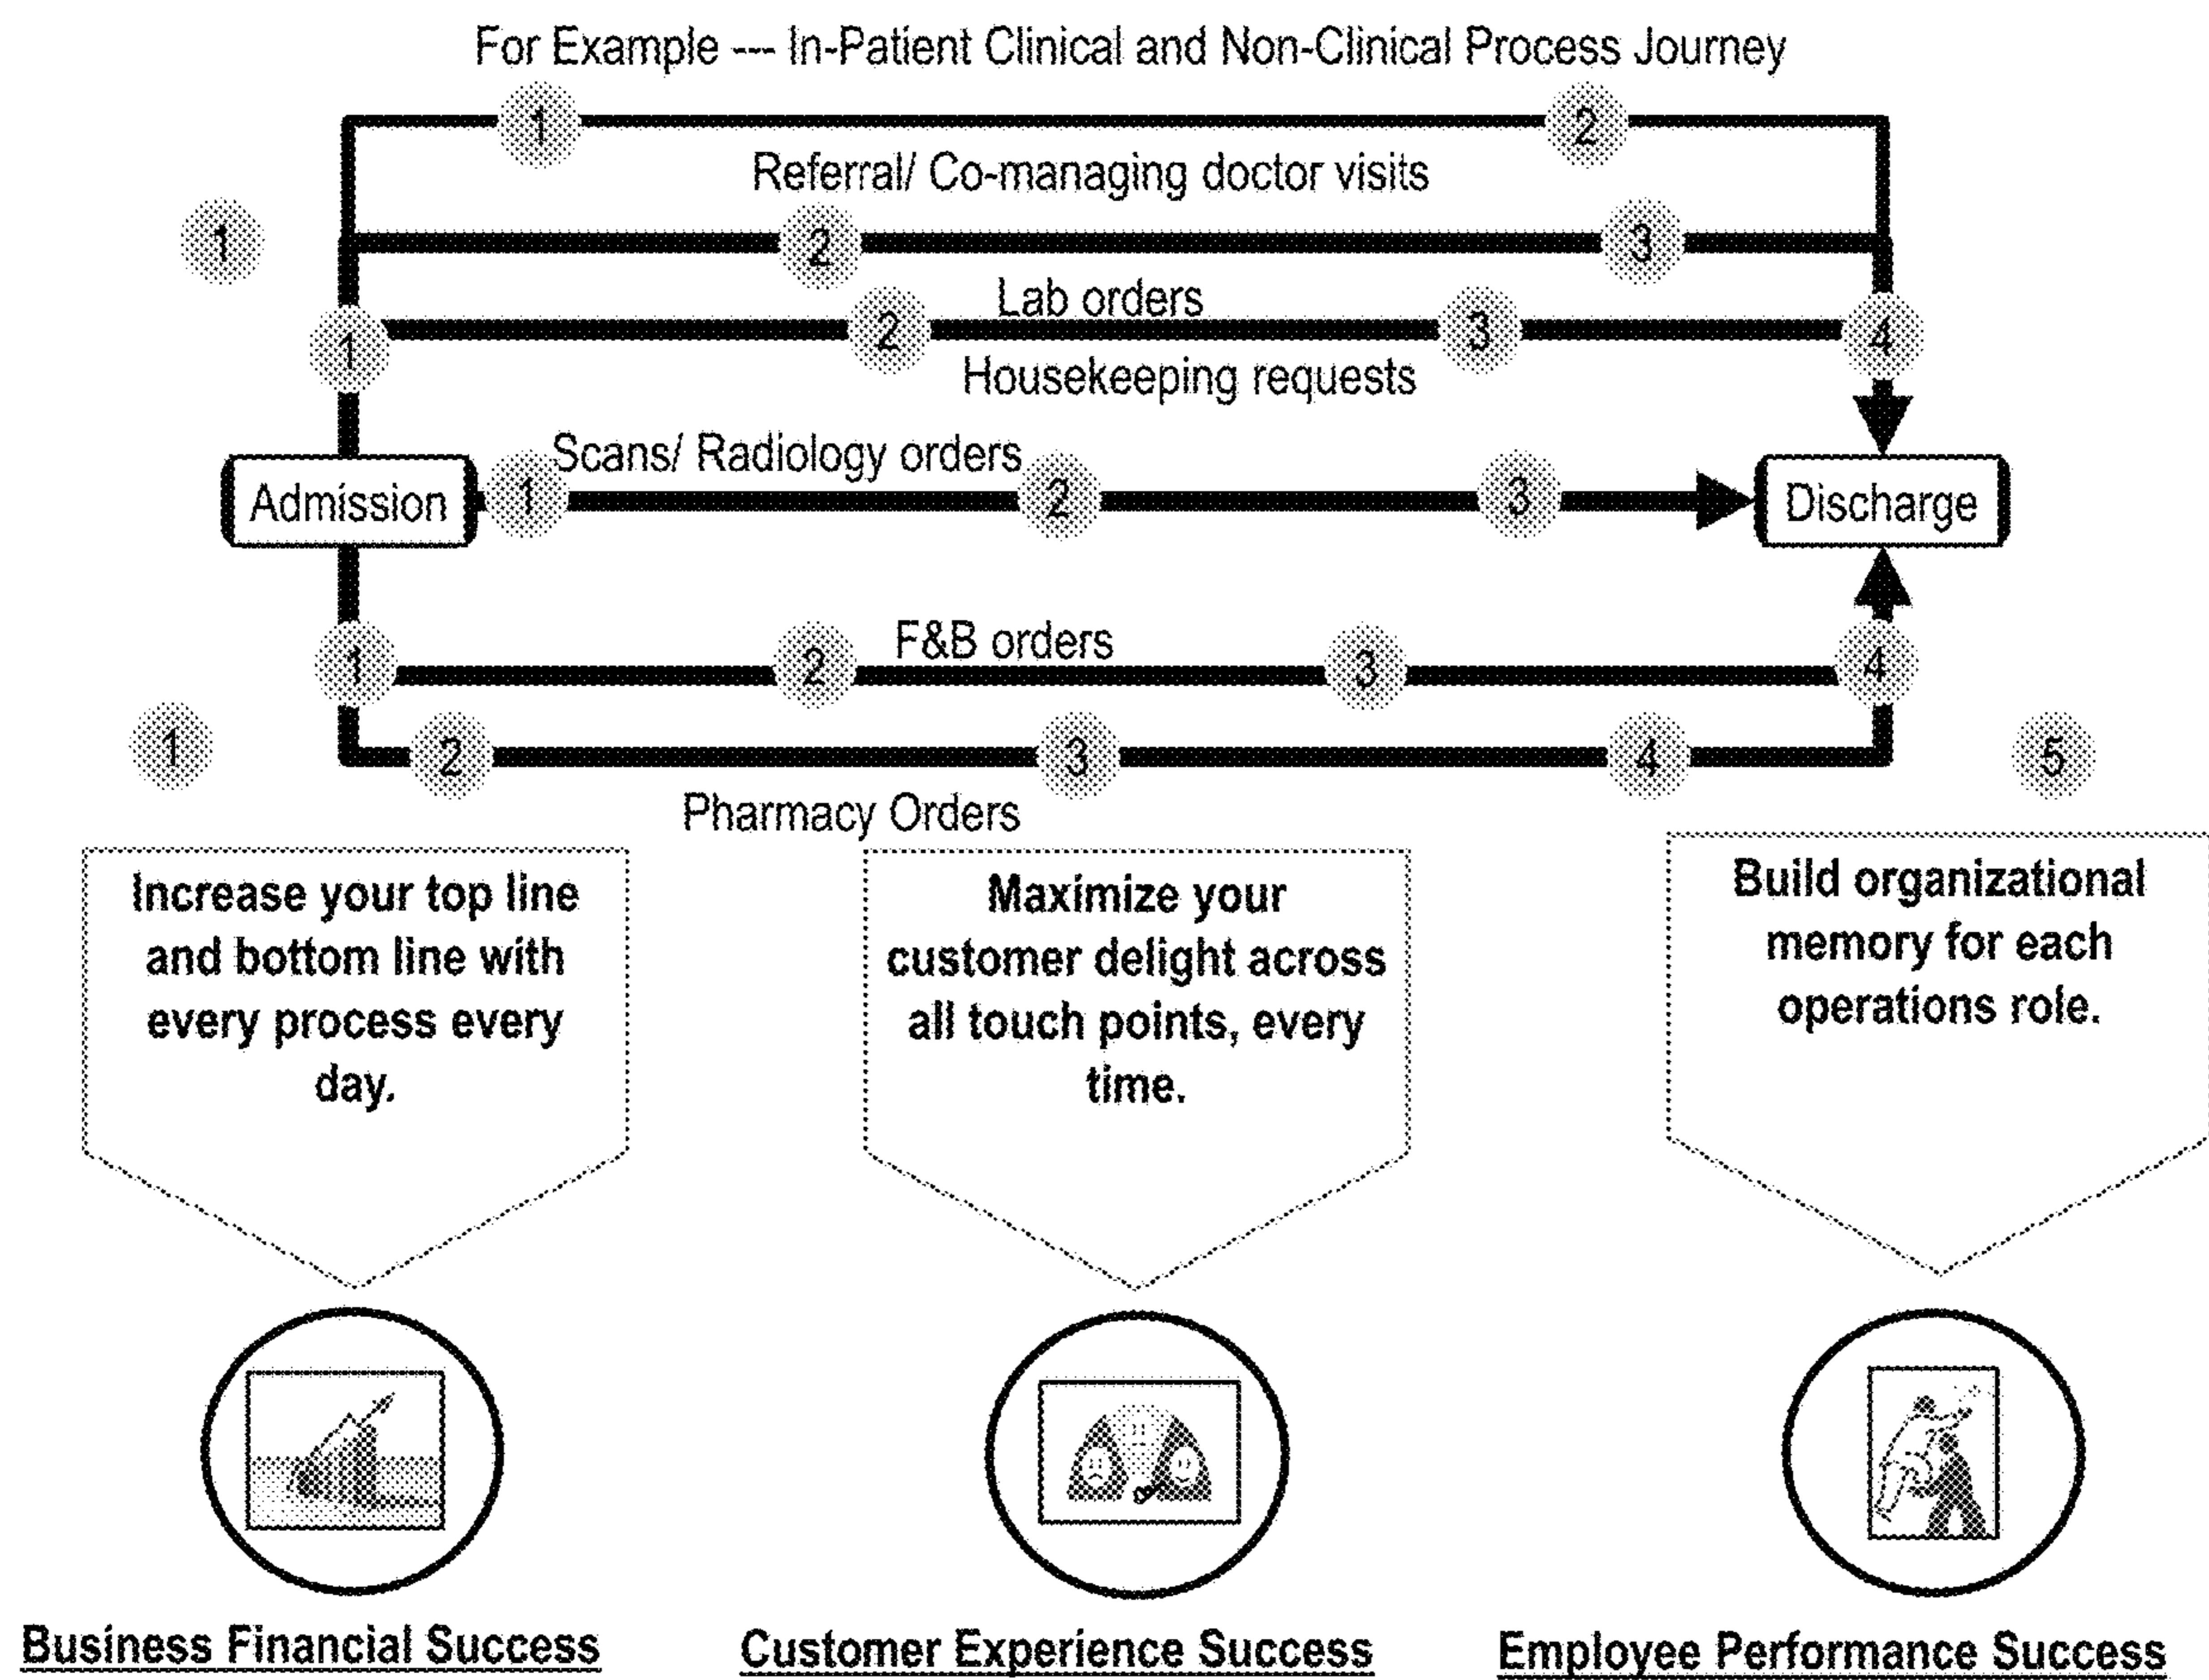 For Example --- In-Patient Clinical and Non-Clinical Process Journey
1 2
Referral/ Co-managing doctor visits
1 2 3
Lab orders
1 2 3 4
Housekeeping requests
Scans/ Radiology orders
Admission 1 2 3 Discharge
F&B orders
1 2 3 4
1 2 3 4 5
Pharmacy Orders
Increase your top line
and bottom line with
every process every
day.
Maximize your
customer delight across
all touch points, every
time.
Build organizational
memory for each
operations role.
Business Financial Success
Customer Experience Success
Employee Performance Success